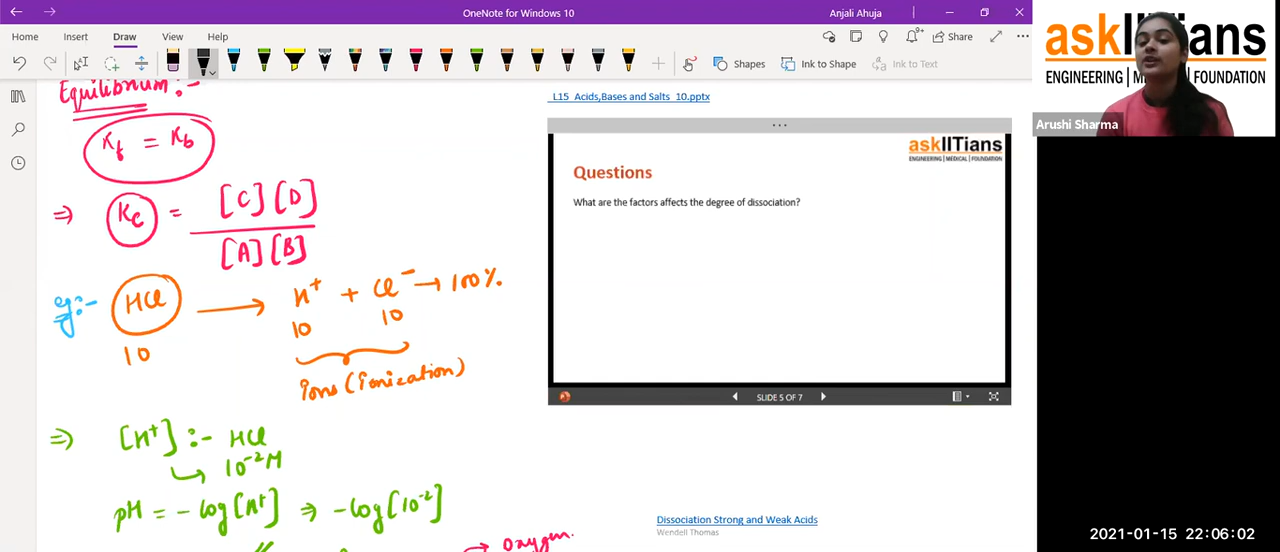 OneNote for Windows 10
Anjali Ahuja
Home
Insert
Draw
View
Help
Share
Shapes
Ink to Shape
Ink to Text
askIITians
ENGINEERING | MEDICAL | FOUNDATION
Arushi Sharma
Equilibrium:-
Kf = Kb
⇒ Kc = [C][D]
[A][B]
eg:- HCl → H+ + Cl- → 100%
10 10 10
Ions (Ionization)
⇒ [H+] :- HCl
↳ 10-2 M
pH = -log[H+] ⇒ -log[10-2]
→ oxygen.
L15_Acids,Bases and Salts_10.pptx
askIITians
ENGINEERING | MEDICAL | FOUNDATION
Questions
What are the factors affects the degree of dissociation?
SLIDE 5 OF 7
Dissociation Strong and Weak Acids
Wendell Thomas
2021-01-15 22:06:02